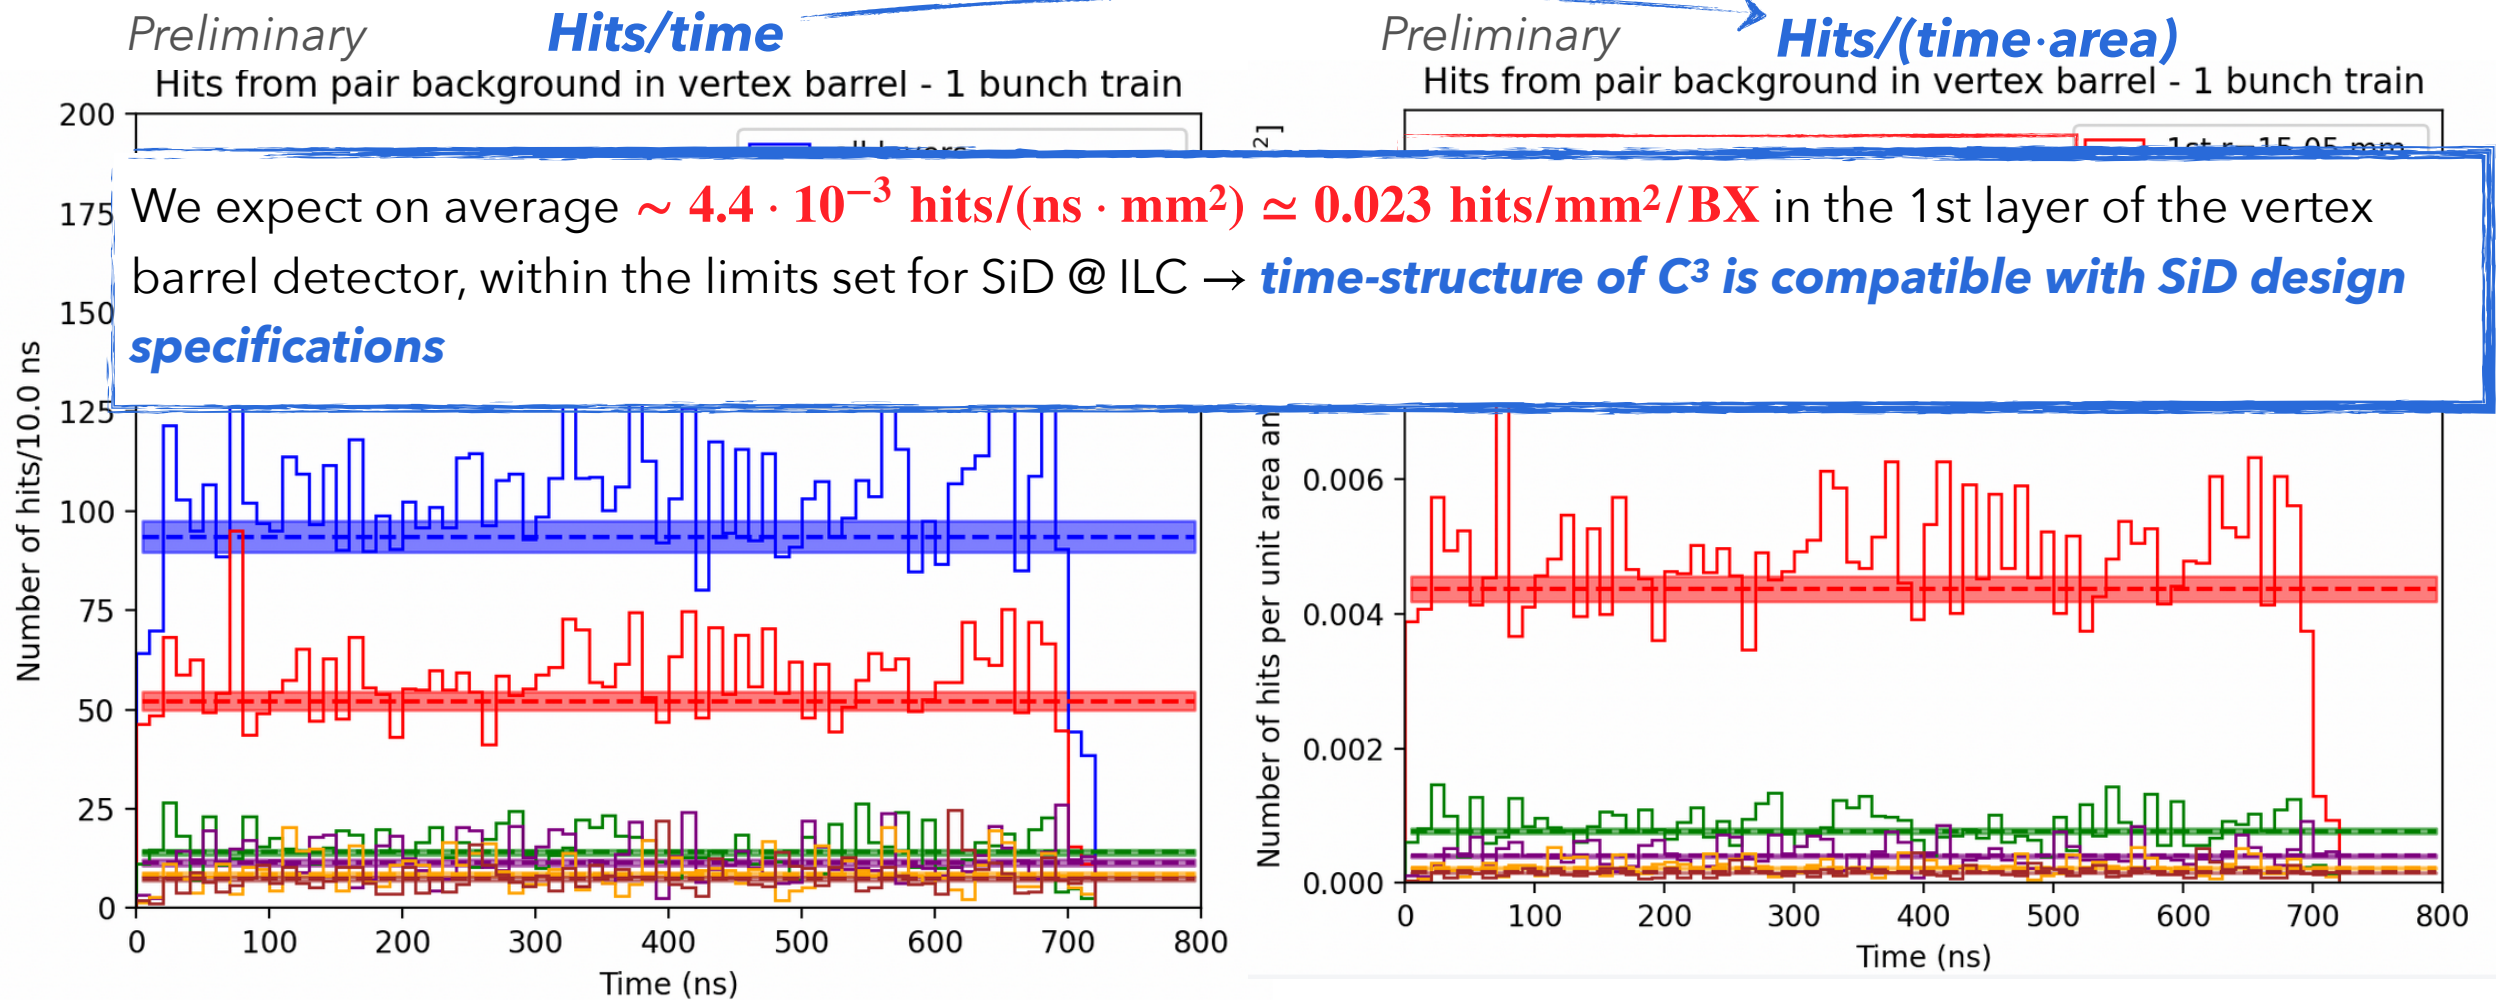 Preliminary
Hits/time
Preliminary
Hits/(time·area)
Hits from pair background in vertex barrel - 1 bunch train
Hits from pair background in vertex barrel - 1 bunch train
We expect on average ~ 4.4 · 10⁻³ hits/(ns · mm²) ≃ 0.023 hits/mm²/BX in the 1st layer of the vertex
barrel detector, within the limits set for SiD @ ILC → time-structure of C³ is compatible with SiD design
specifications
Number of hits/10.0 ns
200
175
150
125
100
75
50
25
0
0 100 200 300 400 500 600 700 800
Time (ns)
1st r=15.05 mm
Number of hits per unit area
0.006
0.004
0.002
0.000
0 100 200 300 400 500 600 700 800
Time (ns)